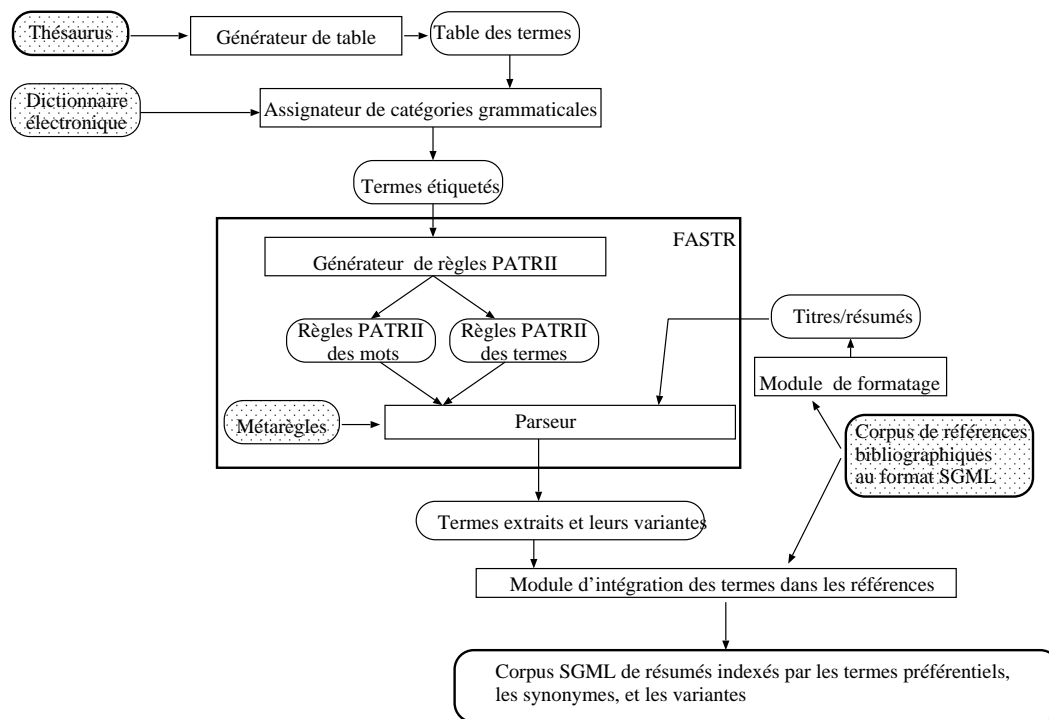 Thésaurus
Générateur de table
Table des termes
Dictionnaire
électronique
Assignateur de catégories grammaticales
Termes étiquetés
FASTR
Générateur de règles PATRII
Règles PATRII
des mots
Règles PATRII
des termes
Titres/résumés
Module de formatage
Métarègles
Parseur
Corpus de références
bibliographiques
au format SGML
Termes extraits et leurs variantes
Module d'intégration des termes dans les références
Corpus SGML de résumés indexés par les termes préférentiels,
les synonymes, et les variantes